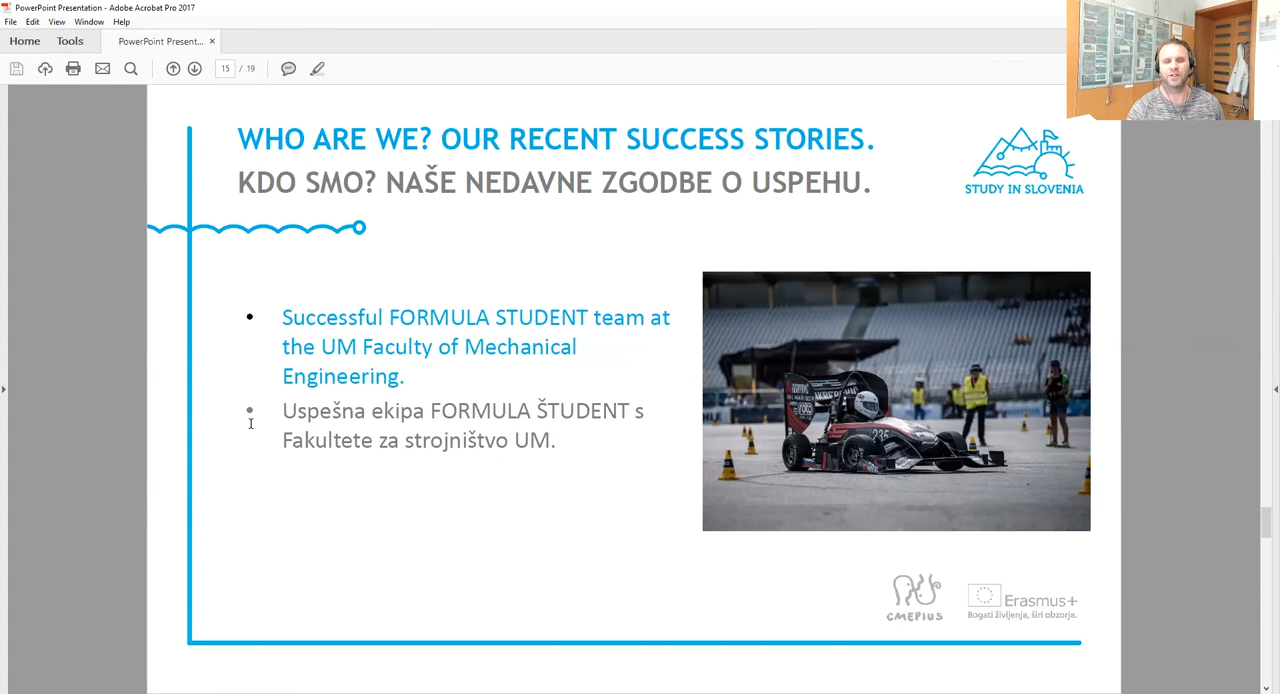 PowerPoint Presentation - Adobe Acrobat Pro 2017
File Edit View Window Help
Home Tools PowerPoint Present... ×
15 / 19
WHO ARE WE? OUR RECENT SUCCESS STORIES.
KDO SMO? NAŠE NEDAVNE ZGODBE O USPEHU.
STUDY IN SLOVENIA
• Successful FORMULA STUDENT team at
the UM Faculty of Mechanical
Engineering.
• Uspešna ekipa FORMULA ŠTUDENT s
Fakultete za strojništvo UM.
235
CMEPIUS
Erasmus+
Bogati življenja, širi obzorja.